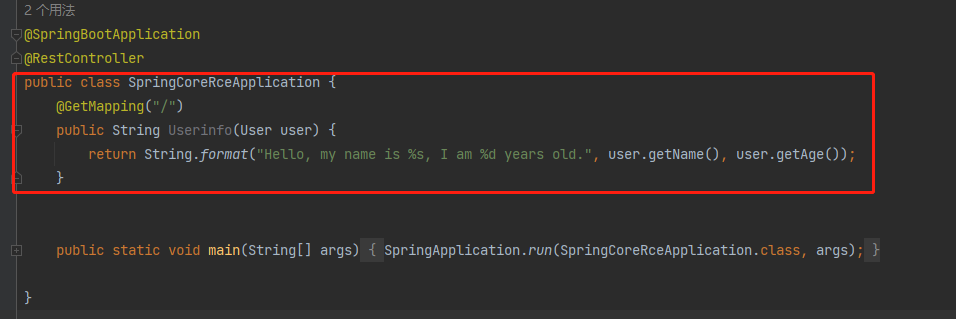 2 个用法
@SpringBootApplication
@RestController
public class SpringCoreRceApplication {
@GetMapping("/")
public String Userinfo(User user) {
return String.format("Hello, my name is %s, I am %d years old.", user.getName(), user.getAge());
}
public static void main(String[] args) { SpringApplication.run(SpringCoreRceApplication.class, args); }
}